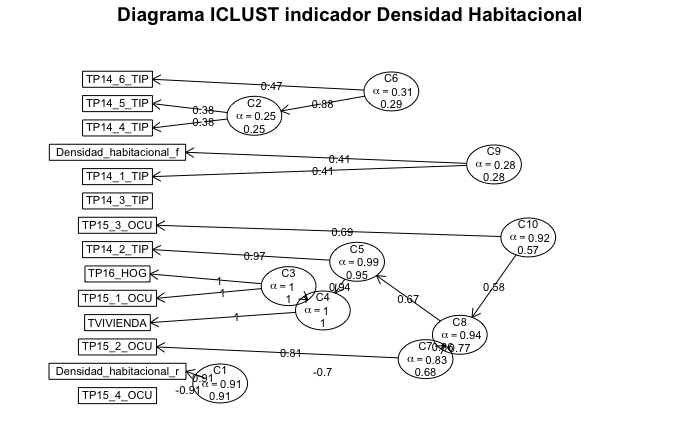 Diagrama ICLUST indicador Densidad Habitacional
TP14_6_TIP
TP14_5_TIP
TP14_4_TIP
Densidad_habitacional_f
TP14_1_TIP
TP14_3_TIP
TP15_3_OCU
TP14_2_TIP
TP16_HOG
TP15_1_OCU
TVIVIENDA
TP15_2_OCU
Densidad_habitacional_r
TP15_4_OCU
0.47
C6
α = 0.31
0.29
0.38
0.38
C2
α = 0.25
0.25
0.88
0.41
0.41
C9
α = 0.28
0.28
0.69
C10
α = 0.92
0.57
0.97
C5
α = 0.99
0.95
1
1
C3
α = 1
1
0.94
C4
α = 1
1
1
0.67
0.58
C8
α = 0.94
0.77
0.81
C7
α = 0.83
0.68
-0.7
0.91
-0.91
C1
α = 0.91
0.91